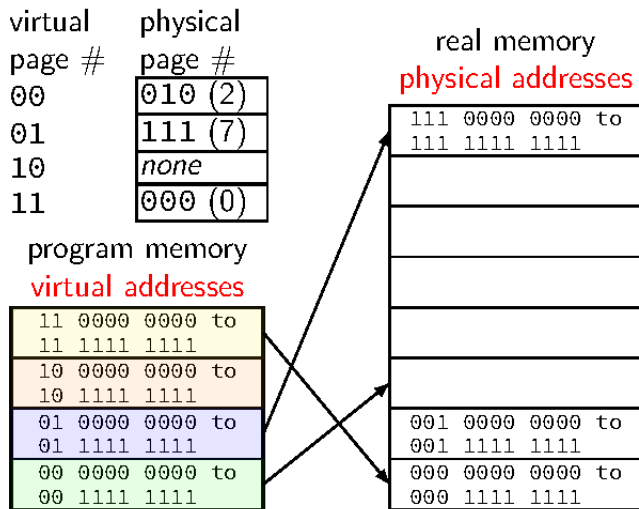 virtual physical
page # page #
00 010 (2)
01 111 (7)
10 none
11 000 (0)
program memory
virtual addresses
11 0000 0000 to
11 1111 1111
10 0000 0000 to
10 1111 1111
01 0000 0000 to
01 1111 1111
00 0000 0000 to
00 1111 1111
real memory
physical addresses
111 0000 0000 to
111 1111 1111
001 0000 0000 to
001 1111 1111
000 0000 0000 to
000 1111 1111